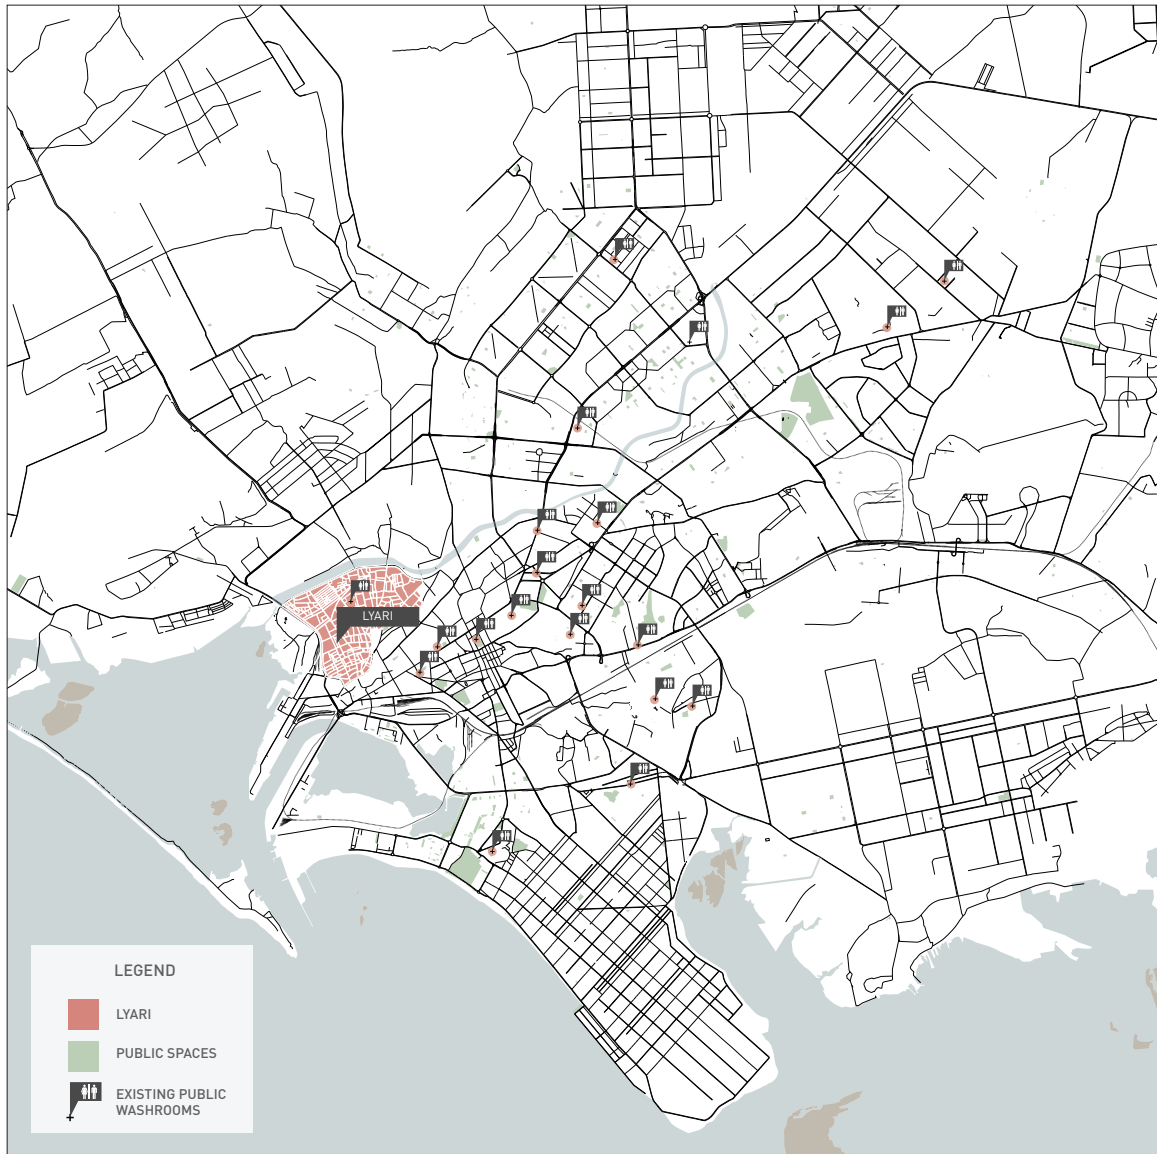 LYARI
LEGEND
LYARI
PUBLIC SPACES
EXISTING PUBLIC
WASHROOMS